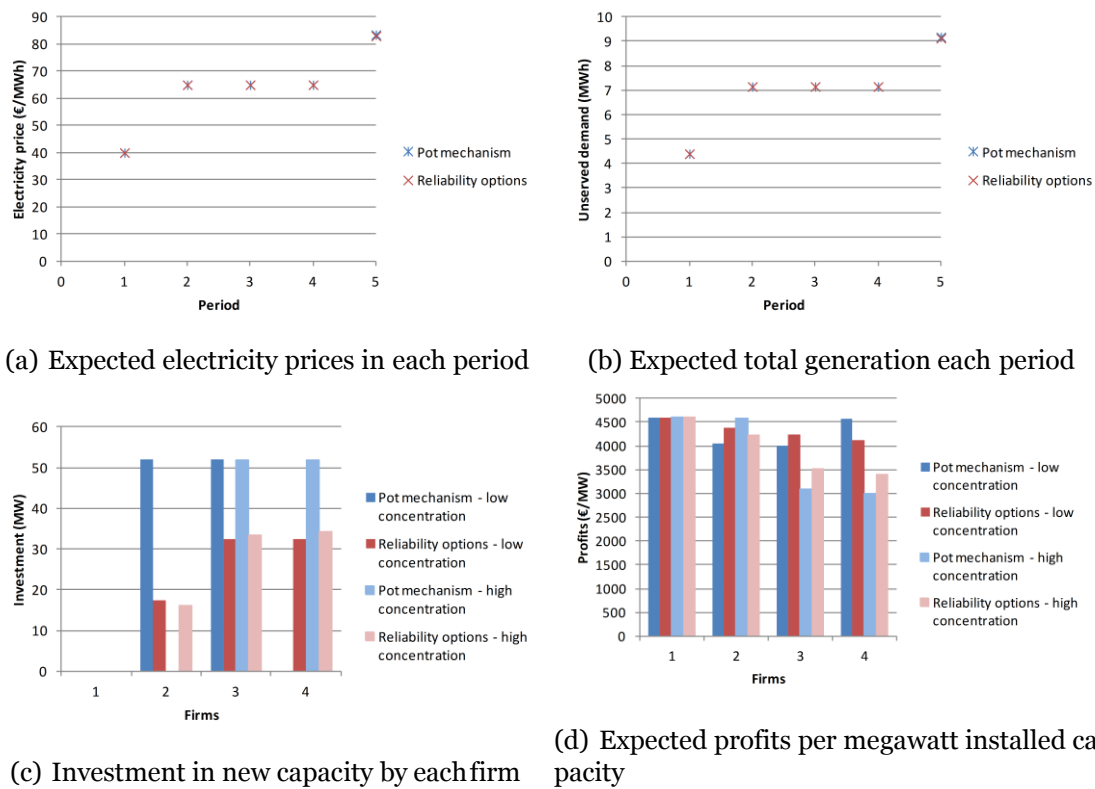 90
80
70
60
50
40
30
20
10
0
0 1 2 3 4 5
Electricity price (€/MWh)
Period
Pot mechanism
Reliability options
(a) Expected electricity prices in each period
10
9
8
7
6
5
4
3
2
1
0
0 1 2 3 4 5
Unserved demand (MWh)
Period
Pot mechanism
Reliability options
(b) Expected total generation each period
60
50
40
30
20
10
0
1 2 3 4
Investment (MW)
Firms
Pot mechanism - low
concentration
Reliability options - low
concentration
Pot mechanism - high
concentration
Reliability options - high
concentration
(c) Investment in new capacity by each firm
5000
4500
4000
3500
3000
2500
2000
1500
1000
500
0
1 2 3 4
Profits (€/MW)
Firms
Pot mechanism - low
concentration
Reliability options - low
concentration
Pot mechanism - high
concentration
Reliability options - high
concentration
(d) Expected profits per megawatt installed ca
pacity